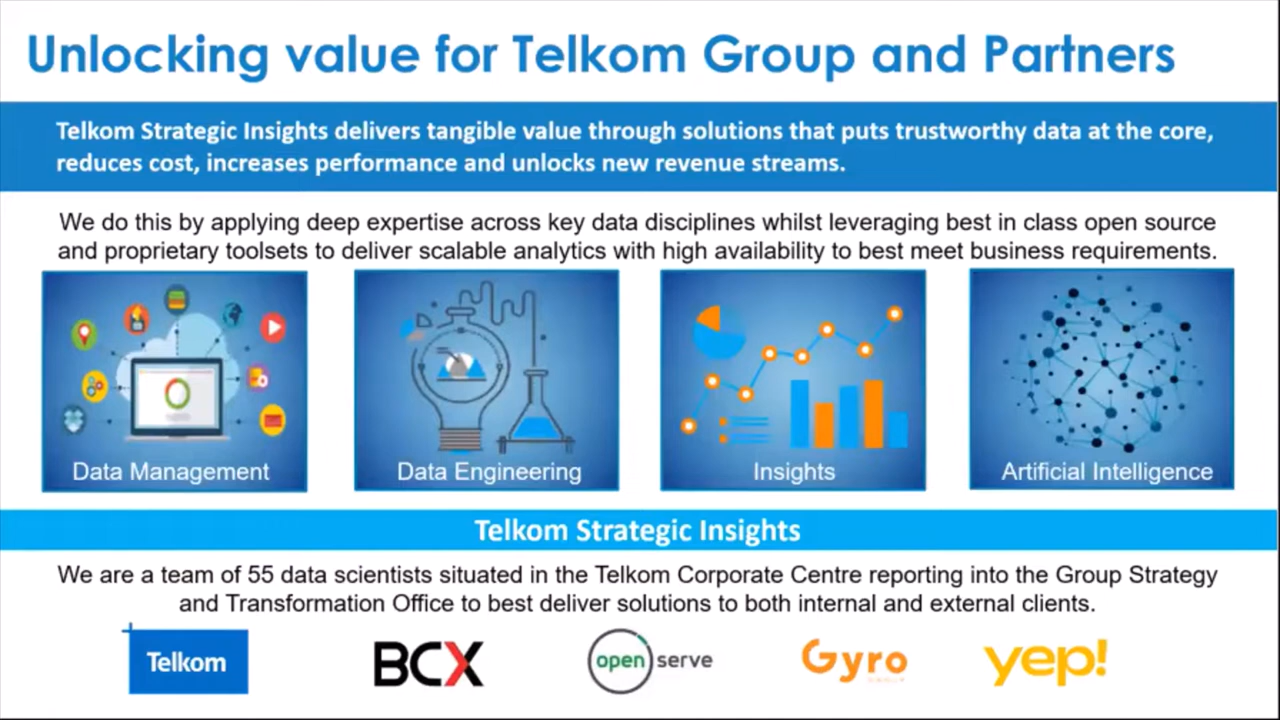 Unlocking value for Telkom Group and Partners
Telkom Strategic Insights delivers tangible value through solutions that puts trustworthy data at the core,
reduces cost, increases performance and unlocks new revenue streams.
We do this by applying deep expertise across key data disciplines whilst leveraging best in class open source
and proprietary toolsets to deliver scalable analytics with high availability to best meet business requirements.
Data Management
Data Engineering
Insights
Artificial Intelligence
Telkom Strategic Insights
We are a team of 55 data scientists situated in the Telkom Corporate Centre reporting into the Group Strategy
and Transformation Office to best deliver solutions to both internal and external clients.
Telkom
BCX
open serve
Gyro
yep!